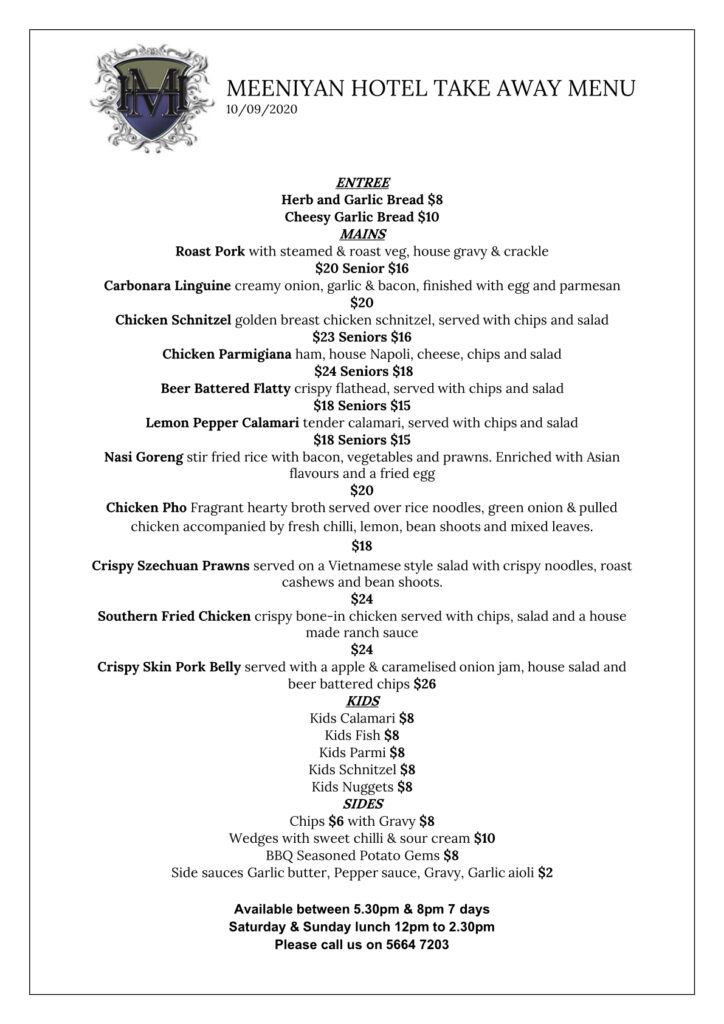 MEENIYAN HOTEL TAKE AWAY MENU
10/09/2020
ENTREE
Herb and Garlic Bread $8
Cheesy Garlic Bread $10
MAINS
Roast Pork with steamed & roast veg, house gravy & crackle
$20 Senior $16
Carbonara Linguine creamy onion, garlic & bacon, finished with egg and parmesan
$20
Chicken Schnitzel golden breast chicken schnitzel, served with chips and salad
$23 Seniors $16
Chicken Parmigiana ham, house Napoli, cheese, chips and salad
$24 Seniors $18
Beer Battered Flatty crispy flathead, served with chips and salad
$18 Seniors $15
Lemon Pepper Calamari tender calamari, served with chips and salad
$18 Seniors $15
Nasi Goreng stir fried rice with bacon, vegetables and prawns. Enriched with Asian
flavours and a fried egg
$20
Chicken Pho Fragrant hearty broth served over rice noodles, green onion & pulled
chicken accompanied by fresh chilli, lemon, bean shoots and mixed leaves.
$18
Crispy Szechuan Prawns served on a Vietnamese style salad with crispy noodles, roast
cashews and bean shoots.
$24
Southern Fried Chicken crispy bone-in chicken served with chips, salad and a house
made ranch sauce
$24
Crispy Skin Pork Belly served with a apple & caramelised onion jam, house salad and
beer battered chips $26
KIDS
Kids Calamari $8
Kids Fish $8
Kids Parmi $8
Kids Schnitzel $8
Kids Nuggets $8
SIDES
Chips $6 with Gravy $8
Wedges with sweet chilli & sour cream $10
BBQ Seasoned Potato Gems $8
Side sauces Garlic butter, Pepper sauce, Gravy, Garlic aioli $2
Available between 5.30pm & 8pm 7 days
Saturday & Sunday lunch 12pm to 2.30pm
Please call us on 5664 7203